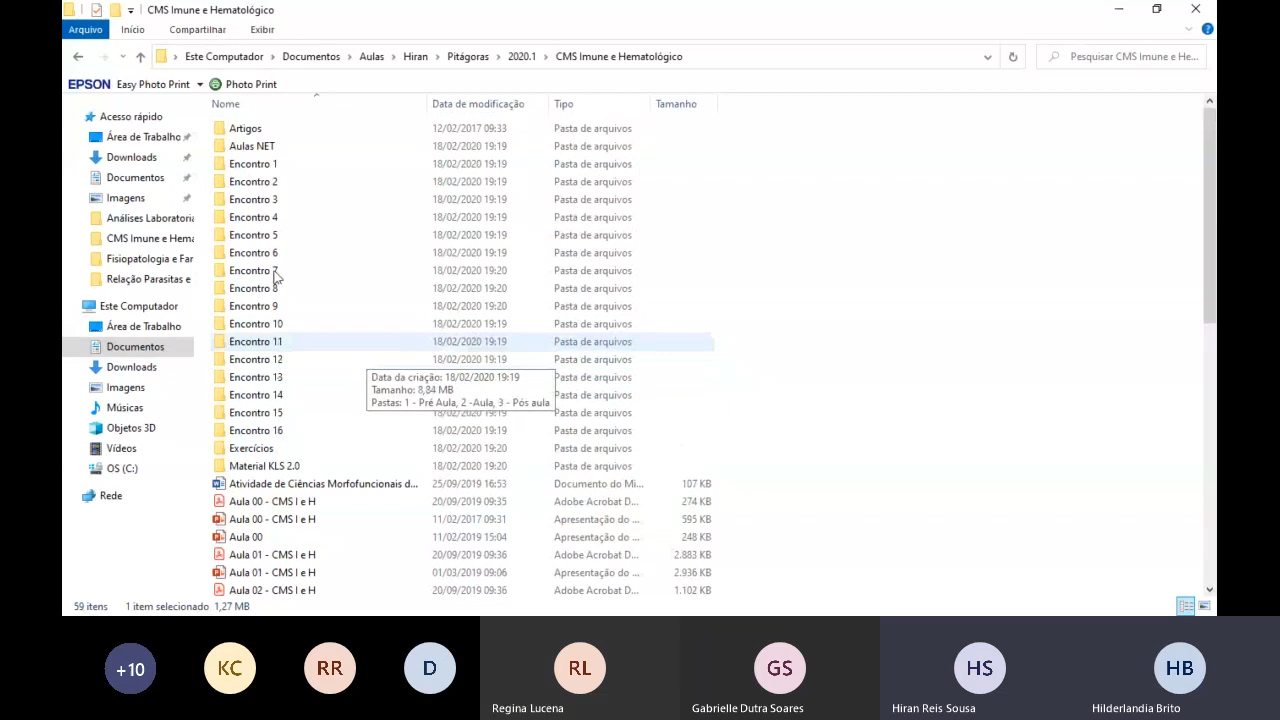 CMS Imune e Hematológico
Arquivo Início Compartilhar Exibir
Este Computador Documentos Aulas Hiran Pitágoras 2020.1 CMS Imune e Hematológico Pesquisar CMS Imune e He...
EPSON Easy Photo Print Photo Print
Nome Data de modificação Tipo Tamanho
Acesso rápido
Área de Trabalho
Downloads
Documentos
Imagens
Análises Laboratoria
CMS Imune e Hema
Fisiopatologia e Far
Relação Parasitas e
Este Computador
Área de Trabalho
Documentos
Downloads
Imagens
Músicas
Objetos 3D
Vídeos
OS (C:)
Rede
Artigos 12/02/2017 09:33 Pasta de arquivos
Aulas NET 18/02/2020 19:19 Pasta de arquivos
Encontro 1 18/02/2020 19:19 Pasta de arquivos
Encontro 2 18/02/2020 19:19 Pasta de arquivos
Encontro 3 18/02/2020 19:19 Pasta de arquivos
Encontro 4 18/02/2020 19:19 Pasta de arquivos
Encontro 5 18/02/2020 19:19 Pasta de arquivos
Encontro 6 18/02/2020 19:19 Pasta de arquivos
Encontro 7 18/02/2020 19:20 Pasta de arquivos
Encontro 8 18/02/2020 19:20 Pasta de arquivos
Encontro 9 18/02/2020 19:20 Pasta de arquivos
Encontro 10 18/02/2020 19:19 Pasta de arquivos
Encontro 11 18/02/2020 19:19 Pasta de arquivos
Encontro 12 18/02/2020 19:19 Pasta de arquivos
Encontro 13 Pasta de arquivos
Encontro 14 Pasta de arquivos
Encontro 15 18/02/2020 19:19 Pasta de arquivos
Encontro 16 18/02/2020 19:19 Pasta de arquivos
Exercícios 18/02/2020 19:20 Pasta de arquivos
Material KLS 2.0 18/02/2020 19:20 Pasta de arquivos
Atividade de Ciências Morfofuncionais d... 25/09/2019 16:53 Documento do Mi... 107 KB
Aula 00 - CMS I e H 20/09/2019 09:35 Adobe Acrobat D... 274 KB
Aula 00 - CMS I e H 11/02/2017 09:31 Apresentação do ... 595 KB
Aula 00 11/02/2019 15:04 Apresentação do ... 248 KB
Aula 01 - CMS I e H 20/09/2019 09:36 Adobe Acrobat D... 2.883 KB
Aula 01 - CMS I e H 01/03/2019 09:06 Apresentação do ... 2.936 KB
Aula 02 - CMS I e H 20/09/2019 09:36 Adobe Acrobat D... 1.102 KB
Data da criação: 18/02/2020 19:19
Tamanho: 8,84 MB
Pastas: 1 - Pré Aula, 2 -Aula, 3 - Pós aula
59 itens 1 item selecionado 1,27 MB
+10 KC RR D RL GS HS HB
Regina Lucena Gabrielle Dutra Soares Hiran Reis Sousa Hilderlandia Brito